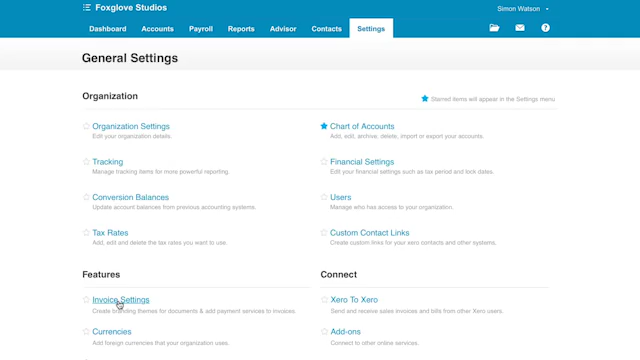 Foxglove Studios
Simon Watson
Dashboard Accounts Payroll Reports Advisor Contacts Settings
?
General Settings
Organization
Starred items will appear in the Settings menu
Organization Settings
Edit your organization details.
Chart of Accounts
Add, edit, archive, delete, import or export your accounts.
Tracking
Manage tracking items for more powerful reporting.
Financial Settings
Edit your financial settings such as tax period and lock dates.
Conversion Balances
Update account balances from previous accounting systems.
Users
Manage who has access to your organization.
Tax Rates
Add, edit and delete the tax rates you want to use.
Custom Contact Links
Create custom links for your xero contacts and other systems.
Features
Connect
Invoice Settings
Create branding themes for documents & add payment services to invoices.
Xero To Xero
Send and receive sales invoices and bills from other Xero users.
Currencies
Add foreign currencies that your organization uses.
Add-ons
Connect to other online services.